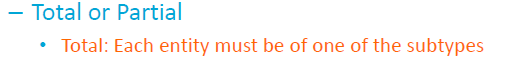 – Total or Partial
• Total: Each entity must be of one of the subtypes